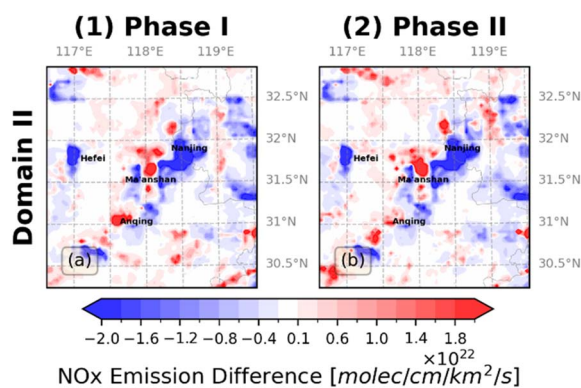 (1) Phase I (2) Phase II
117°E 118°E 119°E 117°E 118°E 119°E
Domain II
32.5°N 32.5°N
32°N 32°N
Nanjing Nanjing
Hefei Hefei
31.5°N 31.5°N
Ma'anshan Ma'anshan
31°N 31°N
Anqing Anqing
30.5°N 30.5°N
(a) (b)
−2.0 −1.6 −1.2 −0.8 −0.4 0.1 0.6 1.0 1.4 1.8
×10²²
NOx Emission Difference [molec/cm/km²/s]